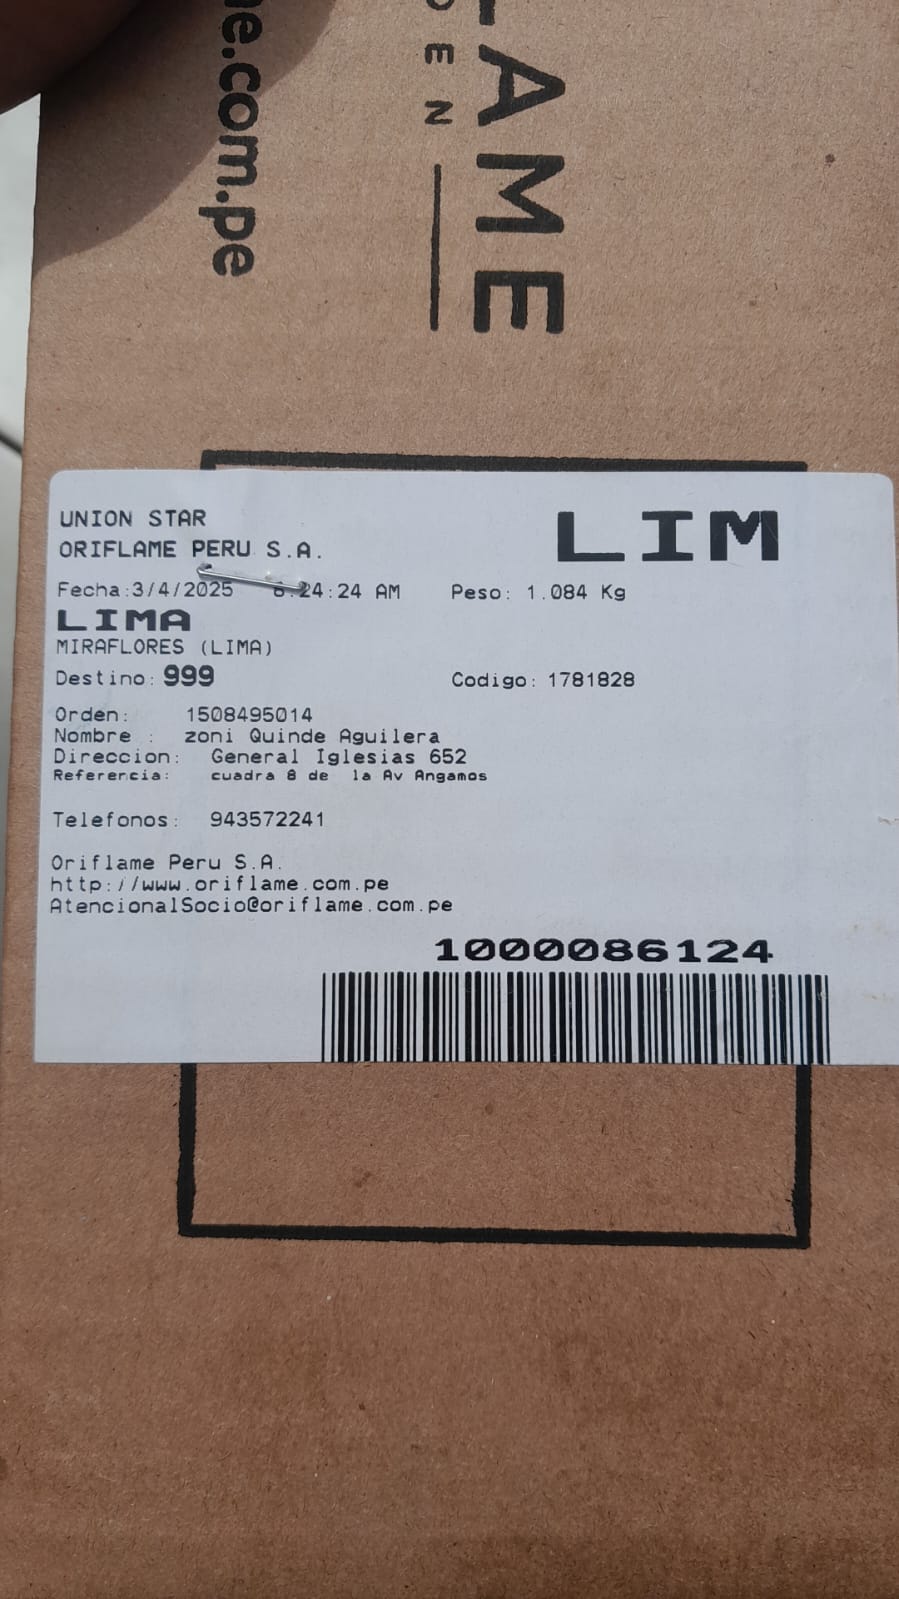 e.com.pe
LAME
DEN
UNION STAR
LIM
ORIFLAME PERU S.A.
Fecha:3/4/2025 :24:24 AM Peso: 1.084 Kg
LIMA
MIRAFLORES (LIMA)
Destino: 999 Codigo: 1781828
Orden: 1508495014
Nombre : zoni Quinde Aguilera
Direccion: General Iglesias 652
Referencia: cuadra 8 de la Av Angamos
Telefonos: 943572241
Oriflame Peru S.A.
http://www.oriflame.com.pe
AtencionalSocio@oriflame.com.pe
1000086124